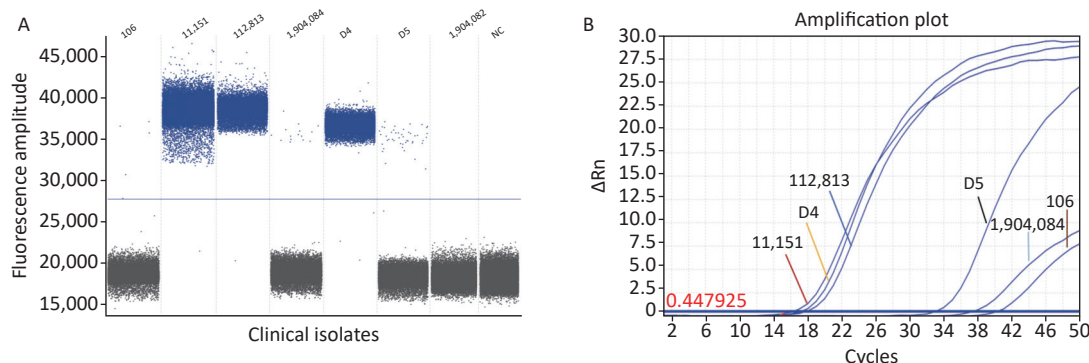 A
106
11,151
112,813
1,904,084
D4
D5
1,904,082
NC
45,000
40,000
35,000
30,000
25,000
20,000
15,000
Fluorescence amplitude
Clinical isolates
B
Amplification plot
30.0
27.5
25.0
22.5
20.0
17.5
15.0
12.5
10.0
7.5
5.0
2.5
0
ΔRn
112,813
D4
11,151
D5
1,904,084
106
0.447925
2 6 10 14 18 22 26 30 33 38 42 46 50
Cycles